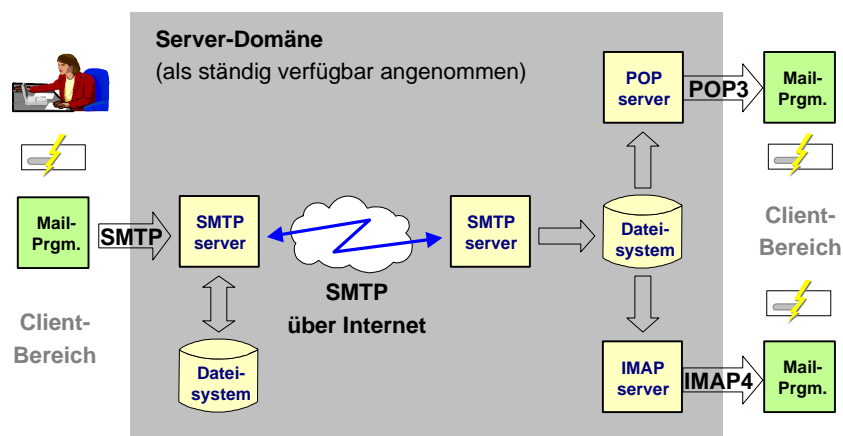 Server-Domäne
(als ständig verfügbar angenommen)
POP
server
POP3
Mail-
Prgm.
Mail-
Prgm.
SMTP
SMTP
server
SMTP
server
Datei-
system
Client-
Bereich
SMTP
über Internet
Client-
Bereich
Datei-
system
IMAP
server
IMAP4
Mail-
Prgm.